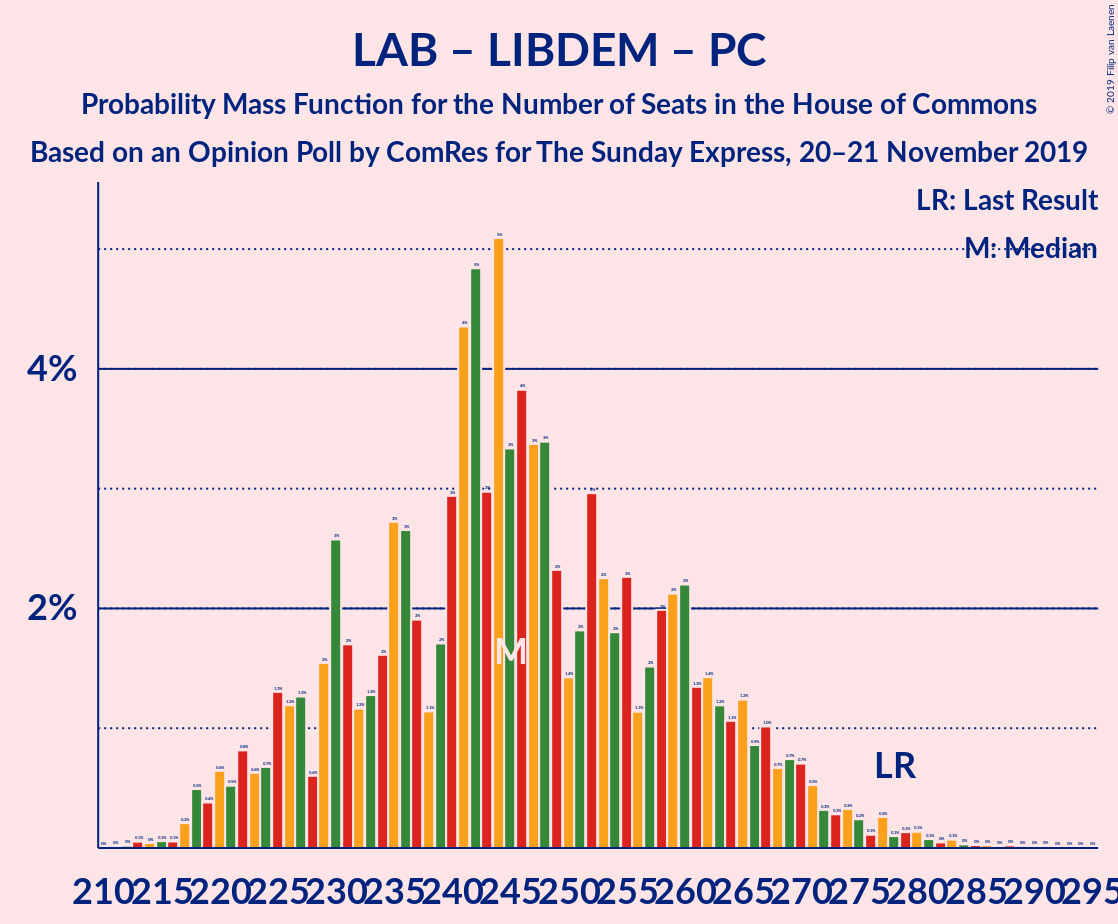 LAB – LIBDEM – PC
Probability Mass Function for the Number of Seats in the House of Commons
Based on an Opinion Poll by ComRes for The Sunday Express, 20–21 November 2019
© 2019 Filip van Laenen
LR: Last Result
M: Median
4%
2%
M
LR
210 215 220 225 230 235 240 245 250 255 260 265 270 275 280 285 290 295